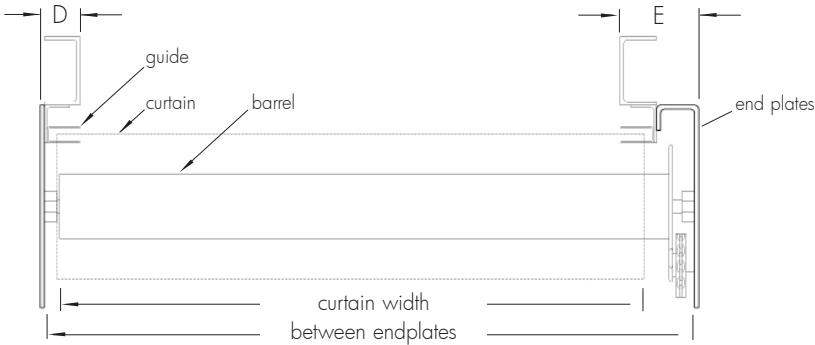 D
E
guide
curtain
barrel
end plates
curtain width
between endplates